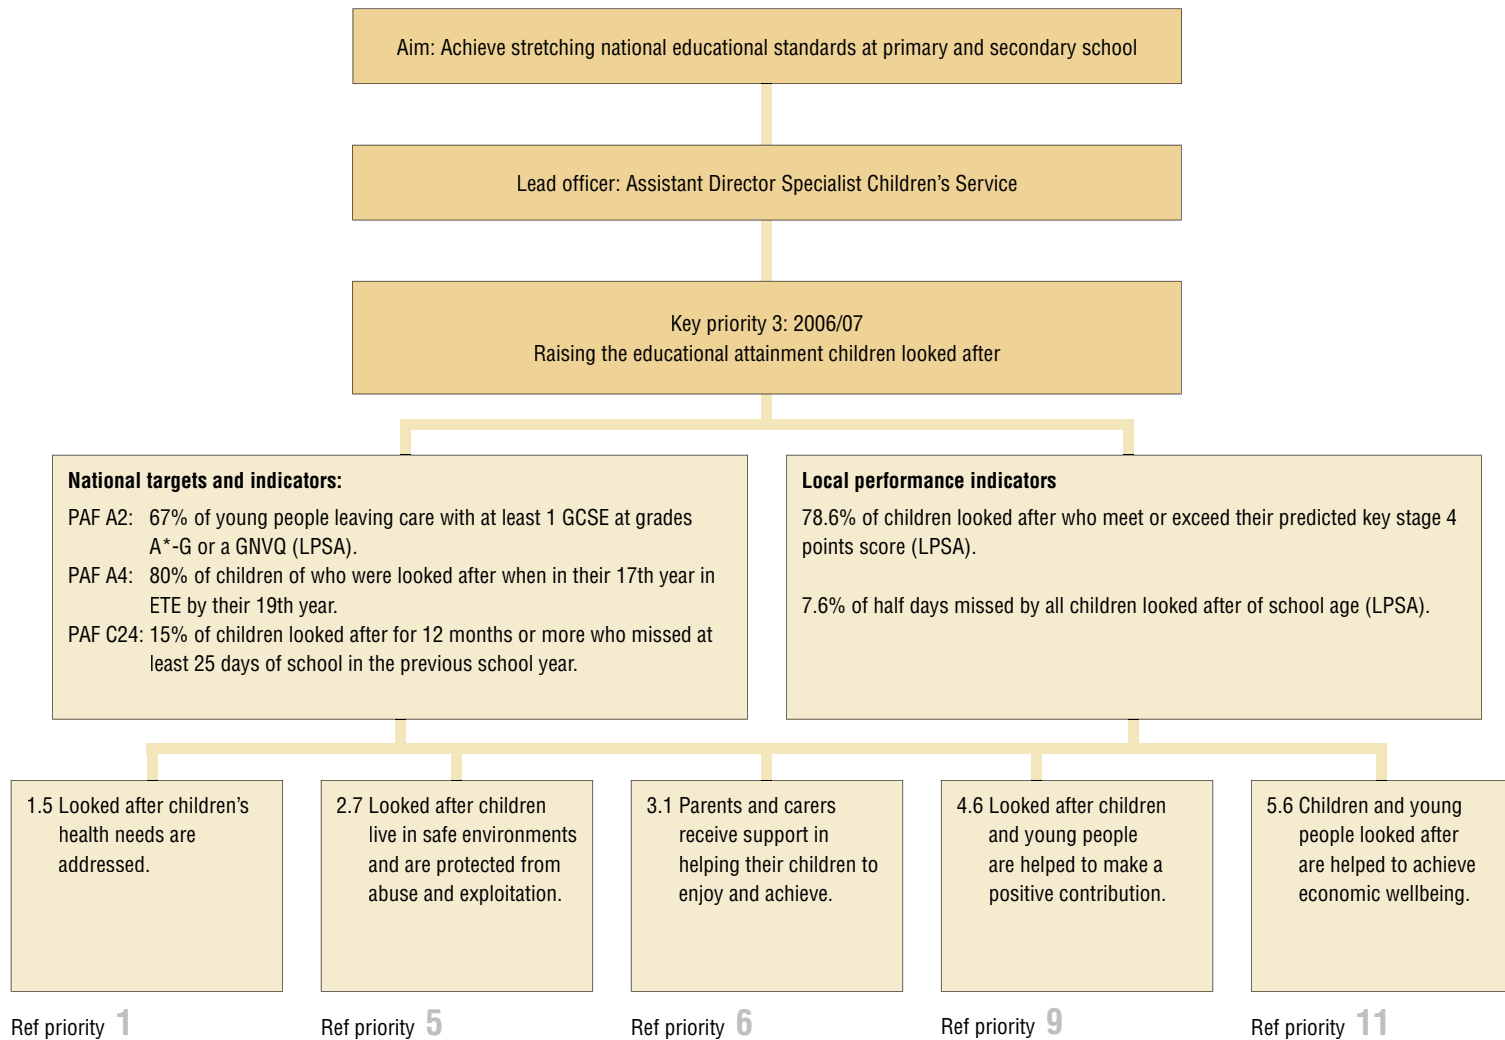 Aim: Achieve stretching national educational standards at primary and secondary school
Lead officer: Assistant Director Specialist Children’s Service
Key priority 3: 2006/07
Raising the educational attainment children looked after
National targets and indicators:
PAF A2: 67% of young people leaving care with at least 1 GCSE at grades
A*-G or a GNVQ (LPSA).
PAF A4: 80% of children of who were looked after when in their 17th year in
ETE by their 19th year.
PAF C24: 15% of children looked after for 12 months or more who missed at
least 25 days of school in the previous school year.
Local performance indicators
78.6% of children looked after who meet or exceed their predicted key stage 4
points score (LPSA).
7.6% of half days missed by all children looked after of school age (LPSA).
1.5 Looked after children’s
health needs are
addressed.
2.7 Looked after children
live in safe environments
and are protected from
abuse and exploitation.
3.1 Parents and carers
receive support in
helping their children to
enjoy and achieve.
4.6 Looked after children
and young people
are helped to make a
positive contribution.
5.6 Children and young
people looked after
are helped to achieve
economic wellbeing.
Ref priority 1
Ref priority 5
Ref priority 6
Ref priority 9
Ref priority 11